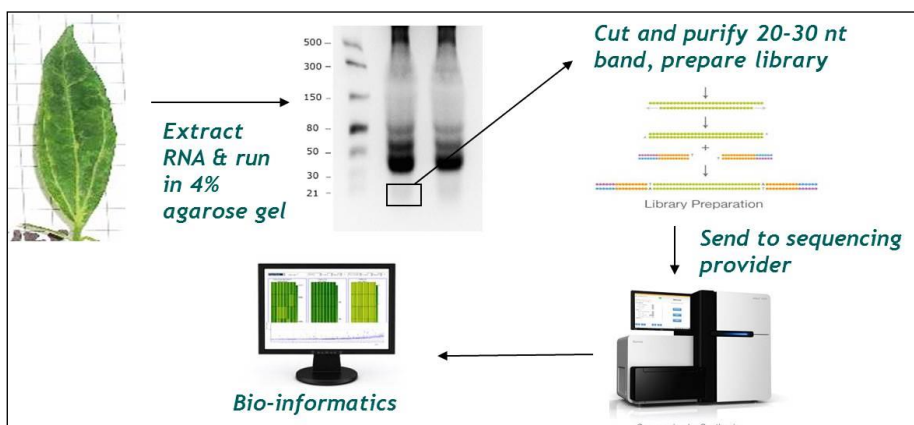 Extract
RNA & run
in 4%
agarose gel
500 -
300 -
150 -
80 -
50 -
30 -
21 -
Cut and purify 20-30 nt
band, prepare library
+
Library Preparation
Send to sequencing
provider
Bio-informatics